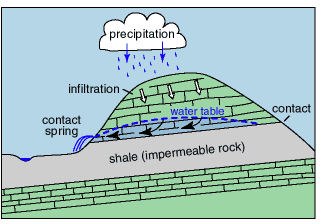 precipitation
infiltration
water table
contact
contact
spring
shale (impermeable rock)